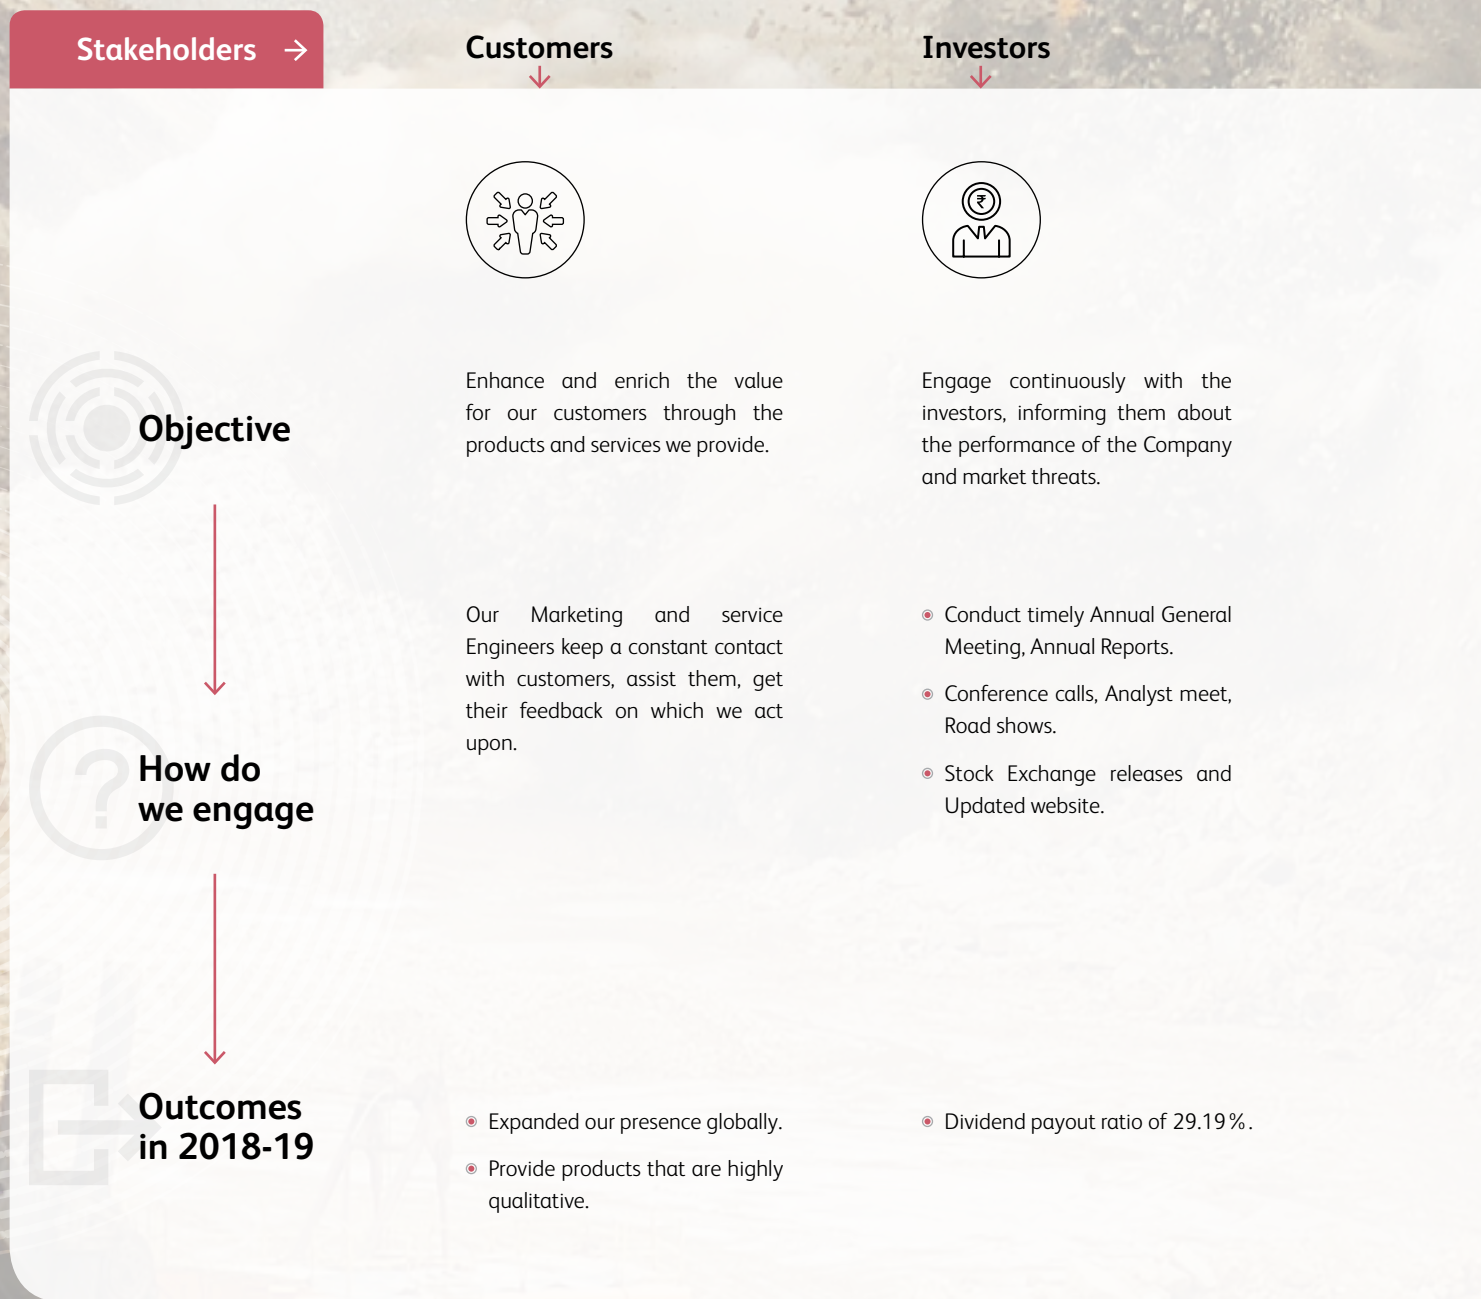 Stakeholders
Customers
Investors
₹
Objective
Enhance and enrich the value
for our customers through the
products and services we provide.
Engage continuously with the
investors, informing them about
the performance of the Company
and market threats.
How do
we engage
?
Our Marketing and service
Engineers keep a constant contact
with customers, assist them, get
their feedback on which we act
upon.
Conduct timely Annual General
Meeting, Annual Reports.
Conference calls, Analyst meet,
Road shows.
Stock Exchange releases and
Updated website.
Outcomes
in 2018-19
Expanded our presence globally.
Provide products that are highly
qualitative.
Dividend payout ratio of 29.19%.